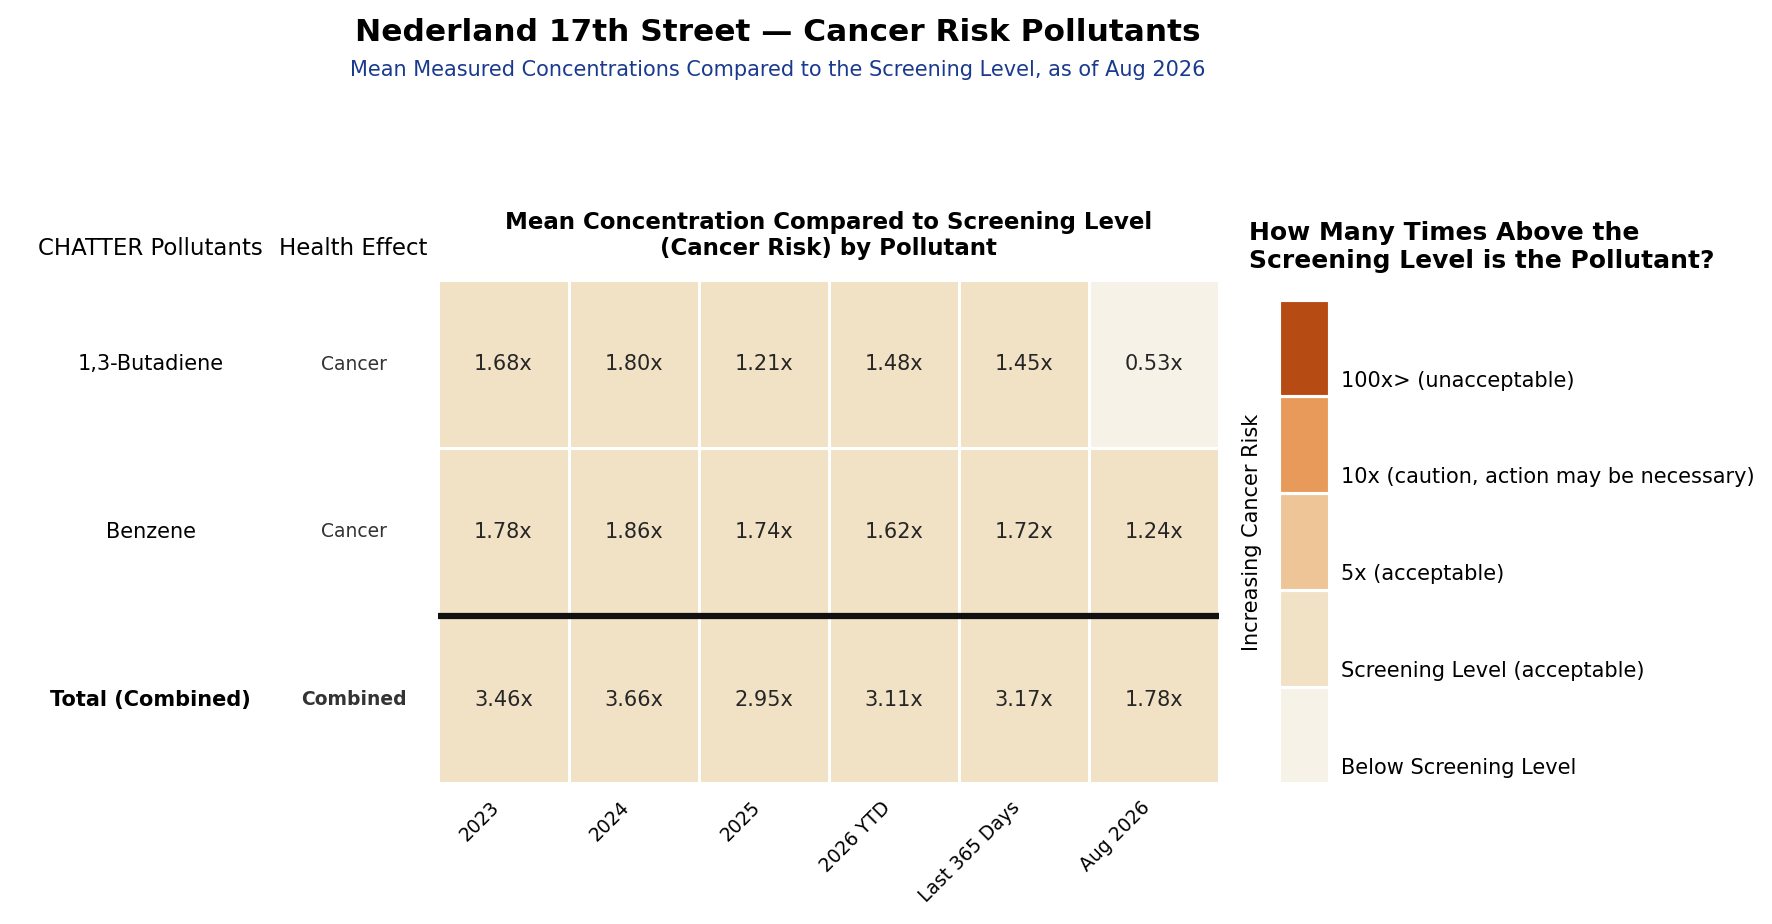 Nederland 17th Street — Cancer Risk Pollutants
Mean Measured Concentrations Compared to the Screening Level, as of Aug 2026
CHATTER Pollutants Health Effect
Mean Concentration Compared to Screening Level
(Cancer Risk) by Pollutant
1,3-Butadiene Cancer 1.68x 1.80x 1.21x 1.48x 1.45x 0.53x
Benzene Cancer 1.78x 1.86x 1.74x 1.62x 1.72x 1.24x
Total (Combined) Combined 3.46x 3.66x 2.95x 3.11x 3.17x 1.78x
2023 2024 2025 2026 YTD Last 365 Days Aug 2026
How Many Times Above the
Screening Level is the Pollutant?
Increasing Cancer Risk
100x> (unacceptable)
10x (caution, action may be necessary)
5x (acceptable)
Screening Level (acceptable)
Below Screening Level